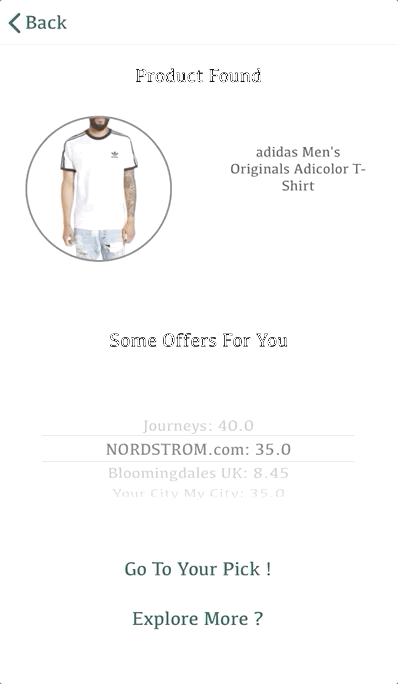 Back
Product Found
adidas Men's
Originals Adicolor T-
Shirt
Some Offers For You
Journeys: 40.0
NORDSTROM.com: 35.0
Bloomingdales UK: 8.45
Your City My City: 35.0
Go To Your Pick !
Explore More ?